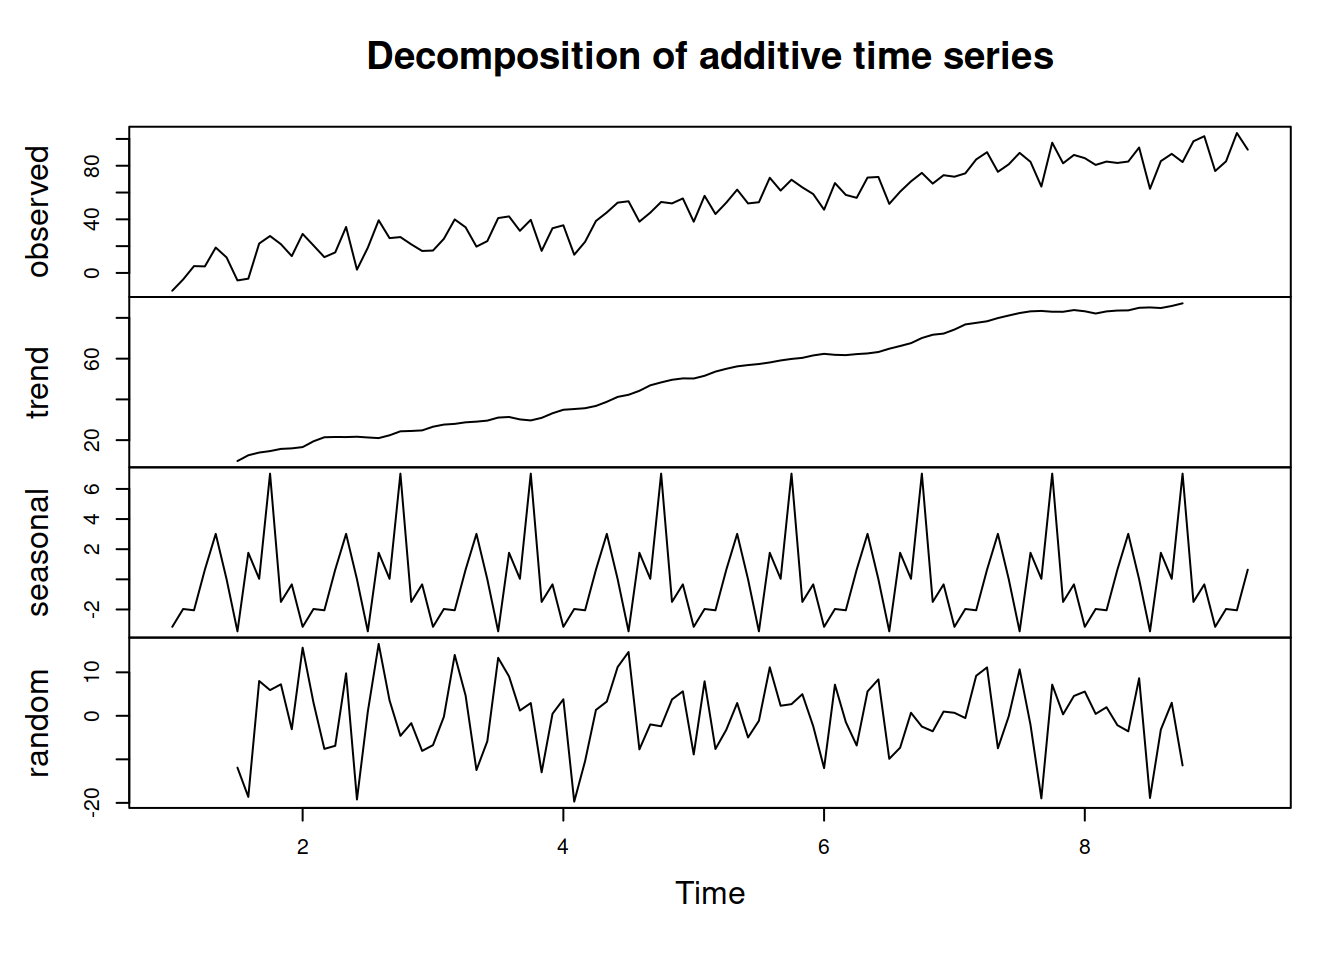 Decomposition of additive time series
observed
0 40 80
trend
20 60
seasonal
-2 2 4 6
random
-20 0 10
2 4 6 8
Time